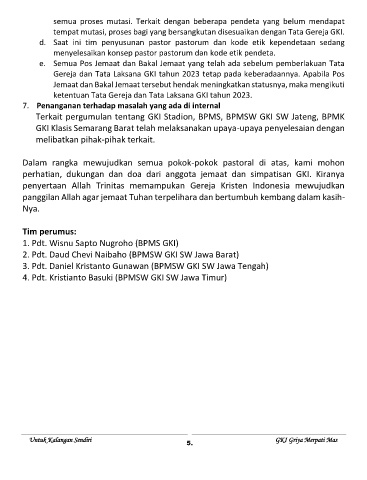 semua proses mutasi. Terkait dengan beberapa pendeta yang belum mendapat
tempat mutasi, proses bagi yang bersangkutan disesuaikan dengan Tata Gereja GKI.
d. Saat ini tim penyusunan pastor pastorum dan kode etik kependetaan sedang
menyelesaikan konsep pastor pastorum dan kode etik pendeta.
e. Semua Pos Jemaat dan Bakal Jemaat yang telah ada sebelum pemberlakuan Tata
Gereja dan Tata Laksana GKI tahun 2023 tetap pada keberadaannya. Apabila Pos
Jemaat dan Bakal Jemaat tersebut hendak meningkatkan statusnya, maka mengikuti
ketentuan Tata Gereja dan Tata Laksana GKI tahun 2023.
7. Penanganan terhadap masalah yang ada di internal
Terkait pergumulan tentang GKI Stadion, BPMS, BPMSW GKI SW Jateng, BPMK
GKI Klasis Semarang Barat telah melaksanakan upaya-upaya penyelesaian dengan
melibatkan pihak-pihak terkait.
Dalam rangka mewujudkan semua pokok-pokok pastoral di atas, kami mohon
perhatian, dukungan dan doa dari anggota jemaat dan simpatisan GKI. Kiranya
penyertaan Allah Trinitas memampukan Gereja Kristen Indonesia mewujudkan
panggilan Allah agar jemaat Tuhan terpelihara dan bertumbuh kembang dalam kasih-
Nya.
Tim perumus:
1. Pdt. Wisnu Sapto Nugroho (BPMS GKI)
2. Pdt. Daud Chevi Naibaho (BPMSW GKI SW Jawa Barat)
3. Pdt. Daniel Kristanto Gunawan (BPMSW GKI SW Jawa Tengah)
4. Pdt. Kristianto Basuki (BPMSW GKI SW Jawa Timur)
Untuk Kalangan Sendiri GKI Griya Merpati Mas
5.